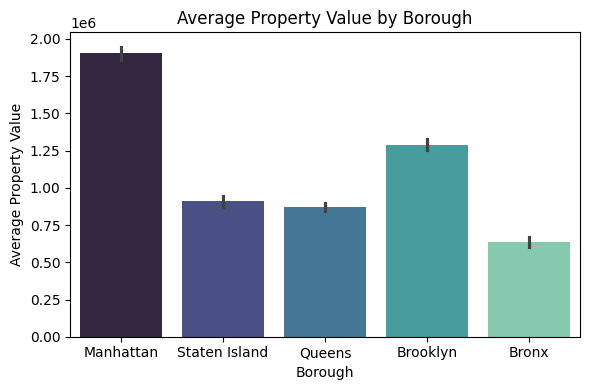 Average Property Value by Borough
1e6
2.00
1.75
1.50
1.25
1.00
0.75
0.50
0.25
0.00
Average Property Value
Manhattan Staten Island Queens Brooklyn Bronx
Borough